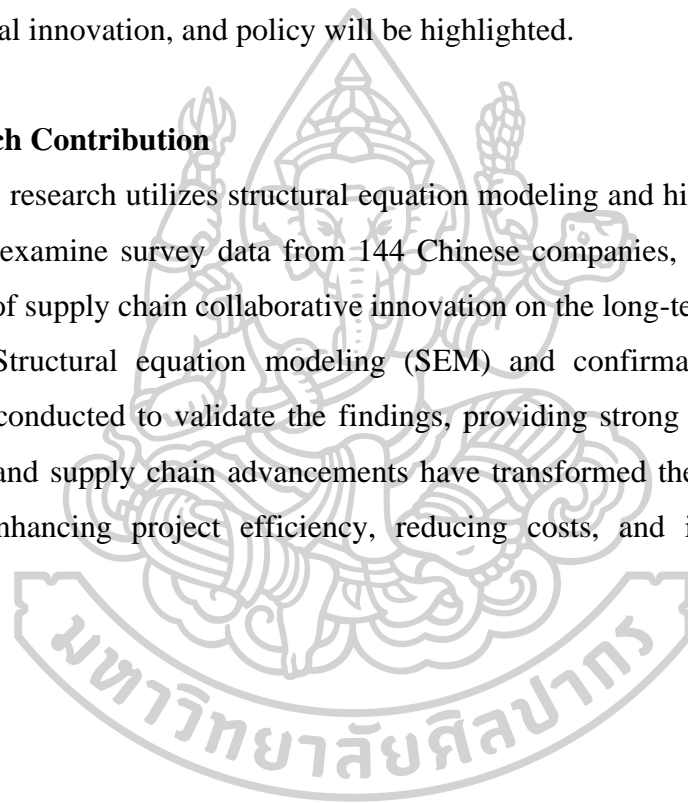 al innovation, and policy will be highlighted.
ch Contribution
research utilizes structural equation modeling and hi
examine survey data from 144 Chinese companies,
of supply chain collaborative innovation on the long-te
Structural equation modeling (SEM) and confirma
conducted to validate the findings, providing strong
and supply chain advancements have transformed the
nhancing project efficiency, reducing costs, and i
มหาวิทยาลัยศิลปากร